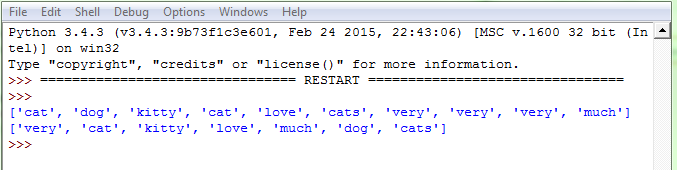 File Edit Shell Debug Options Windows Help
Python 3.4.3 (v3.4.3:9b73f1c3e601, Feb 24 2015, 22:43:06) [MSC v.1600 32 bit (In
tel)] on win32
Type "copyright", "credits" or "license()" for more information.
>>> ================================ RESTART ================================
>>>
['cat', 'dog', 'kitty', 'cat', 'love', 'cats', 'very', 'very', 'very', 'much']
['very', 'cat', 'kitty', 'love', 'much', 'dog', 'cats']
>>>